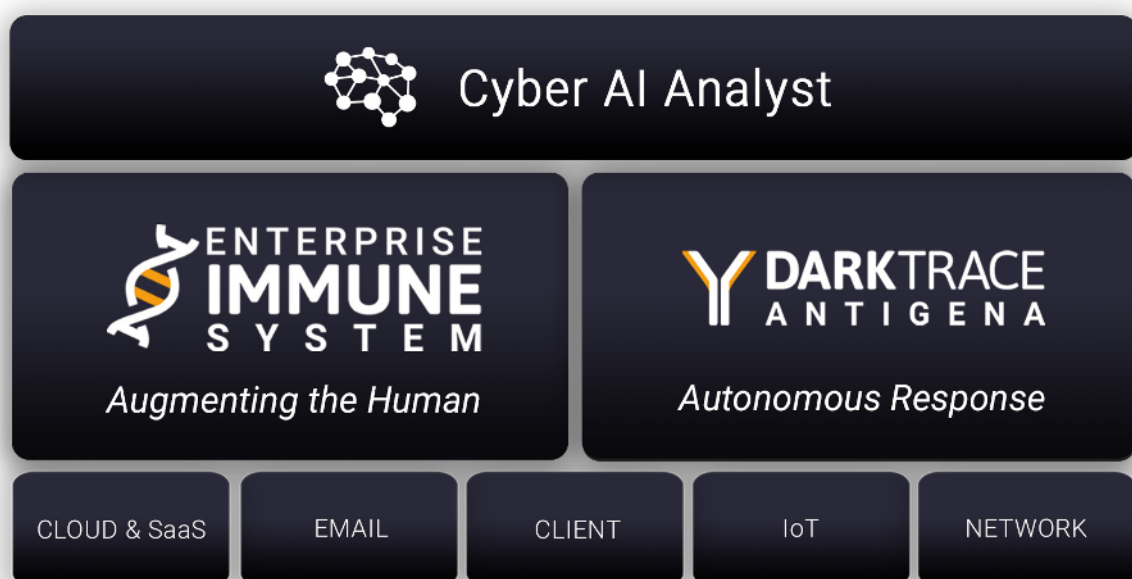 Cyber AI Analyst
ENTERPRISE
IMMUNE
SYSTEM
Augmenting the Human
DARKTRACE
ANTIGENA
Autonomous Response
CLOUD & SaaS
EMAIL
CLIENT
IoT
NETWORK